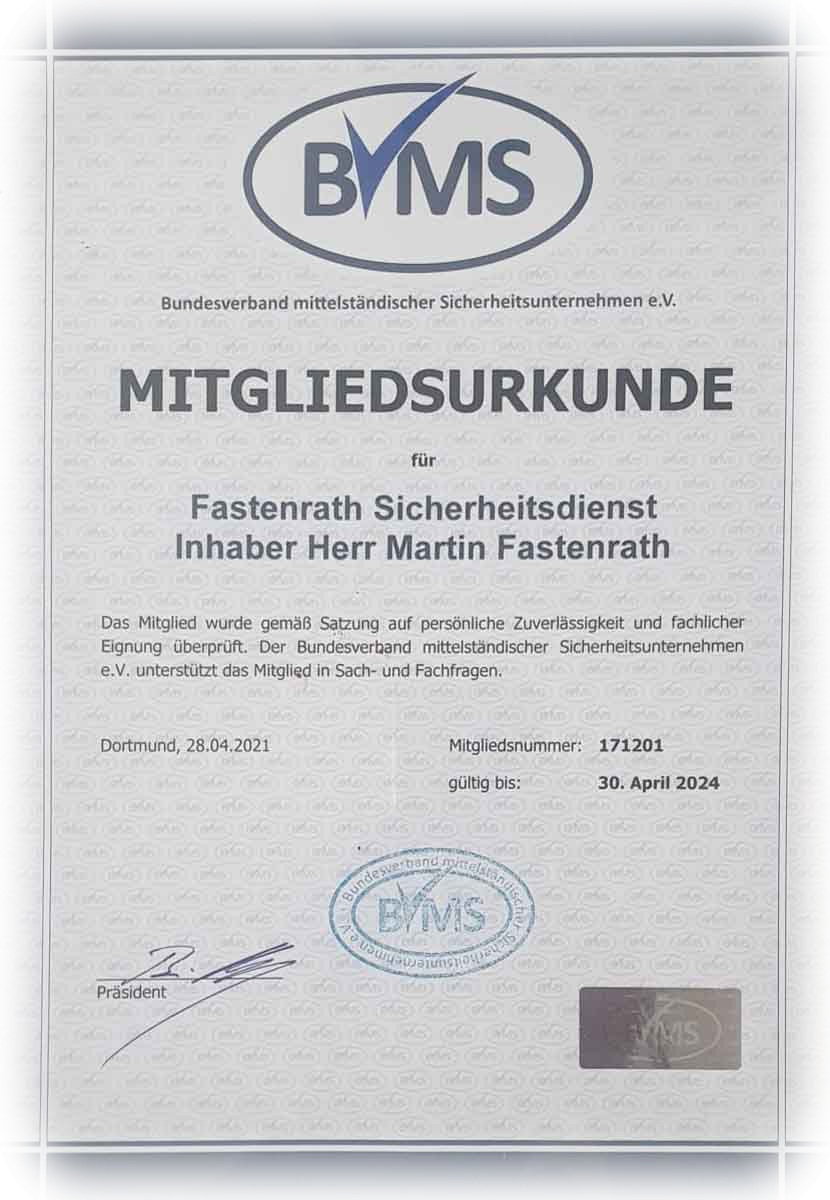 BVMS
Bundesverband mittelständischer Sicherheitsunternehmen e.V.
MITGLIEDSURKUNDE
für
Fastenrath Sicherheitsdienst
Inhaber Herr Martin Fastenrath
Das Mitglied wurde gemäß Satzung auf persönliche Zuverlässigkeit und fachlicher
Eignung überprüft. Der Bundesverband mittelständischer Sicherheitsunternehmen
e.V. unterstützt das Mitglied in Sach- und Fachfragen.
Dortmund, 28.04.2021
Mitgliedsnummer: 171201
gültig bis: 30. April 2024
Bundesverband mittelständischer Sicherheitsunternehmen e.V.
BVMS
Präsident
BVMS